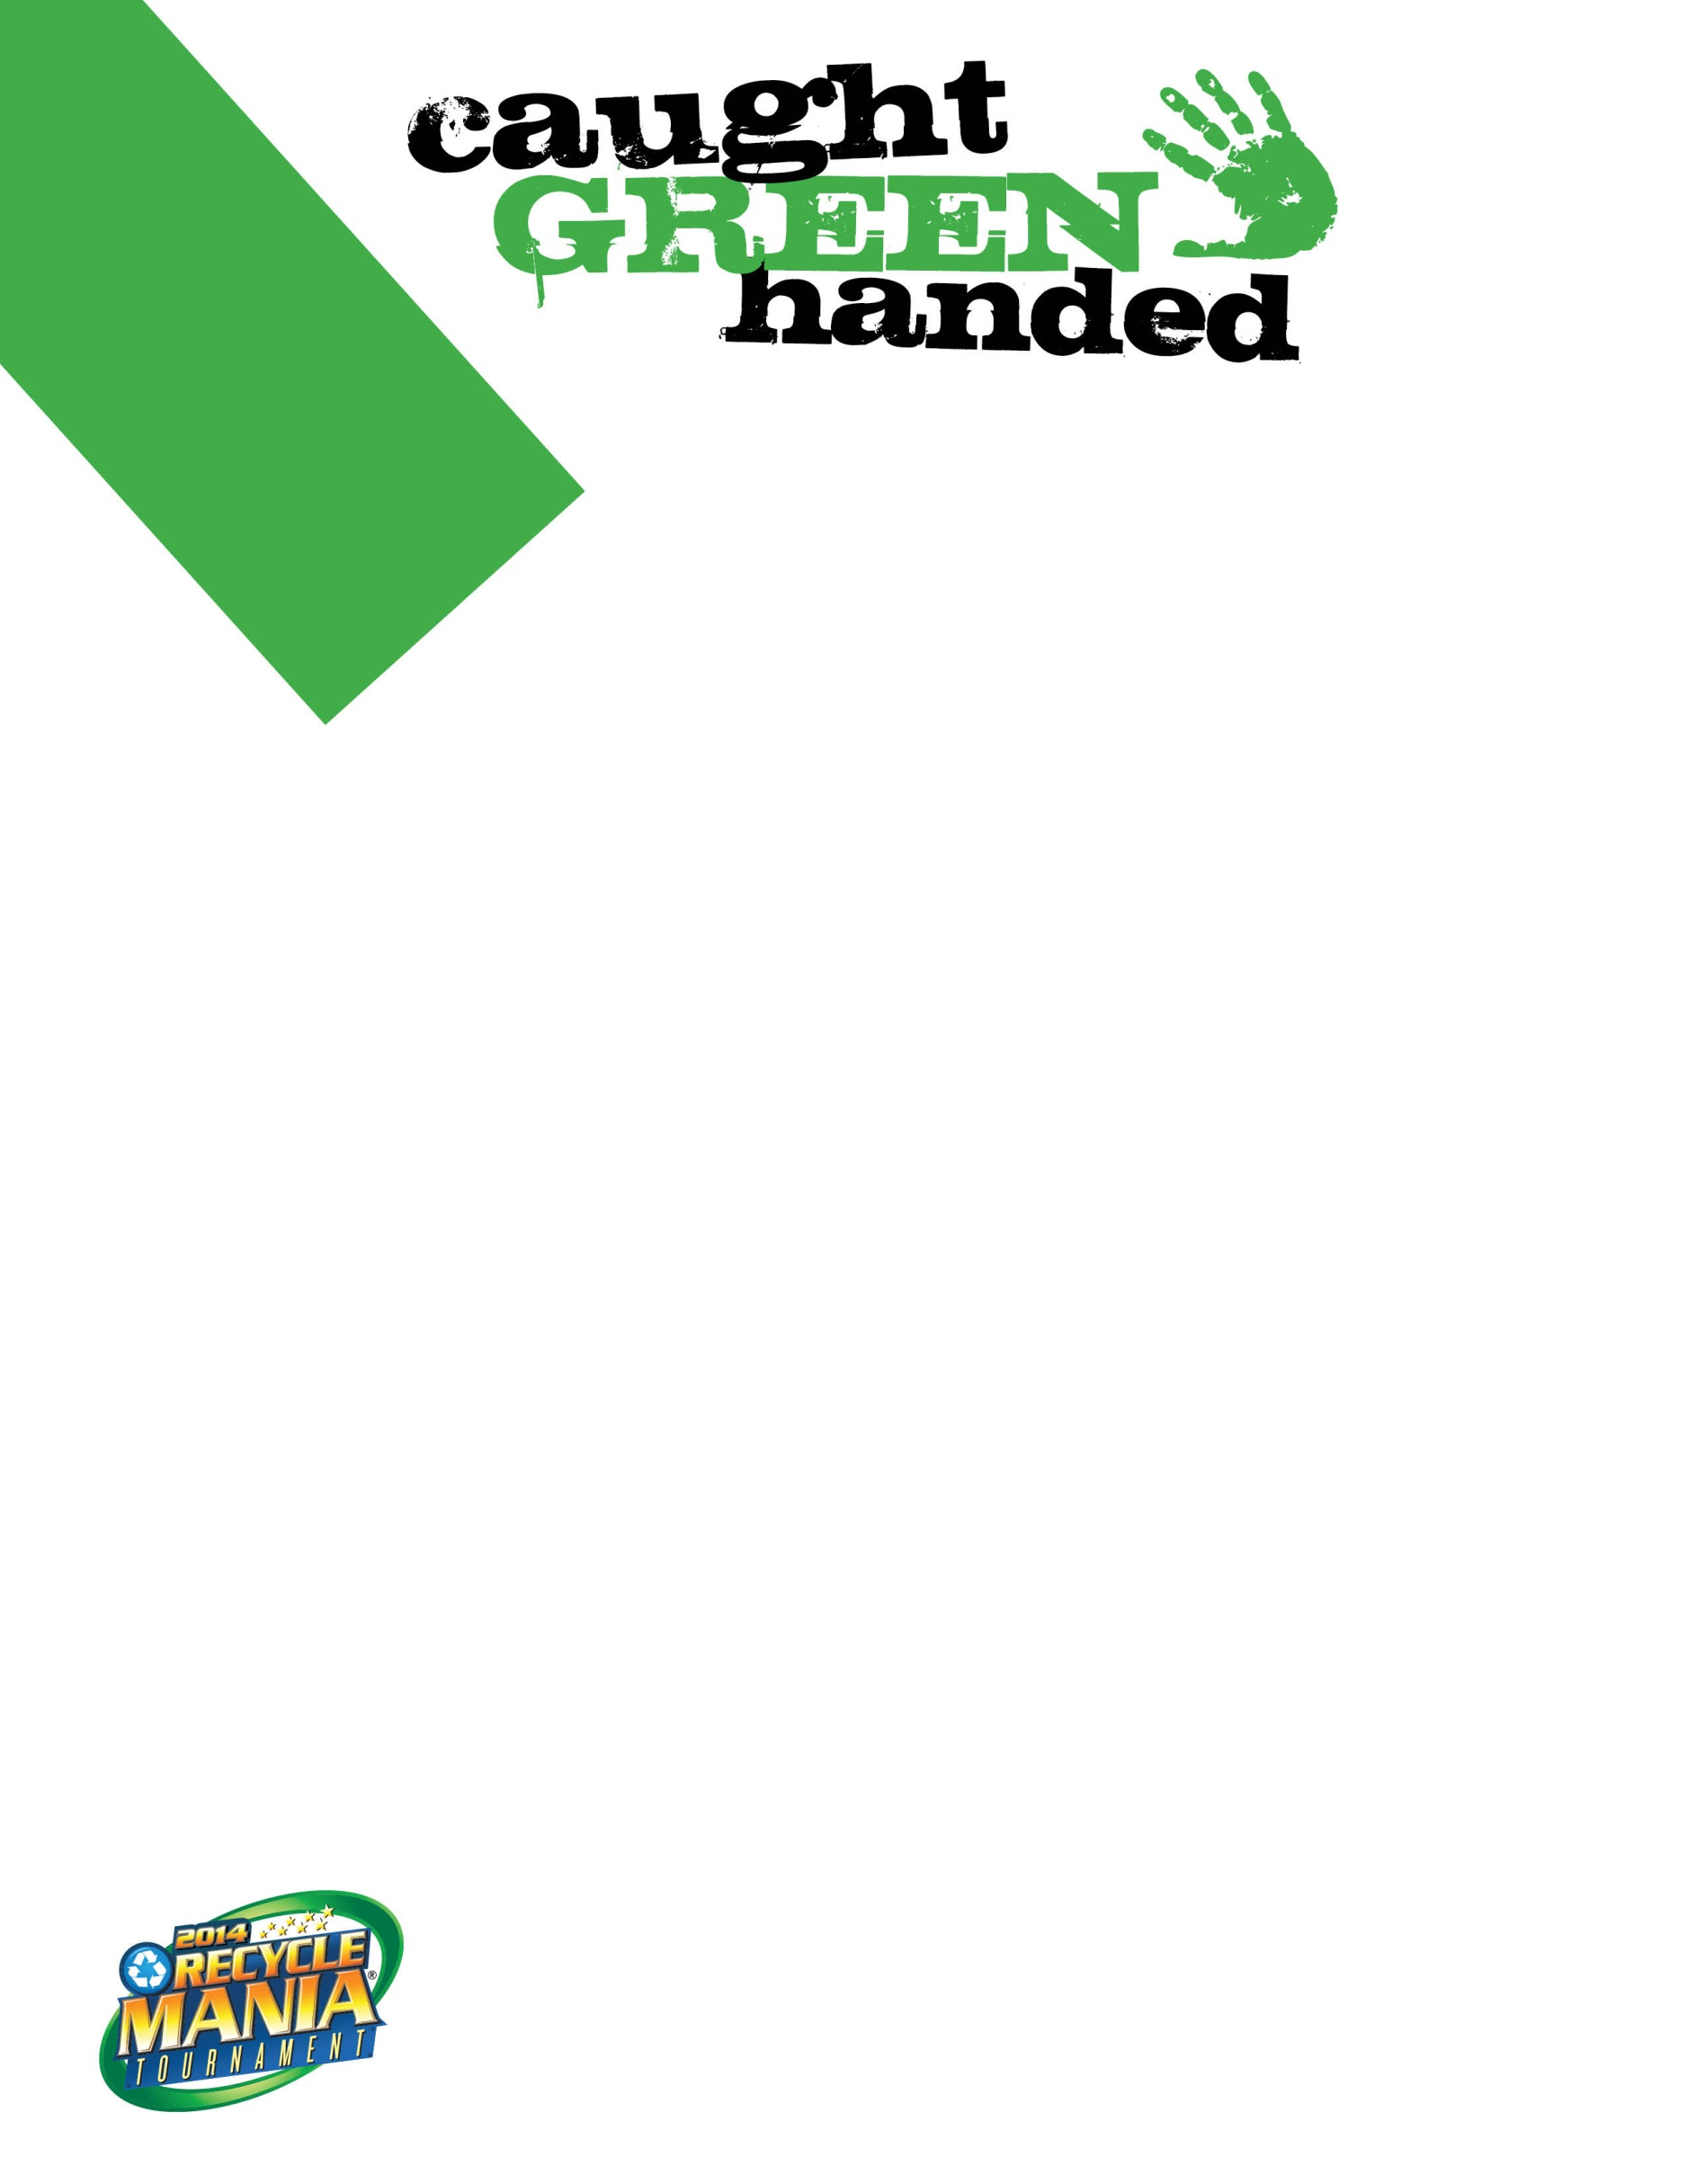 caught
GREEN
handed
2014
RECYCLE
MANIA®
TOURNAMENT